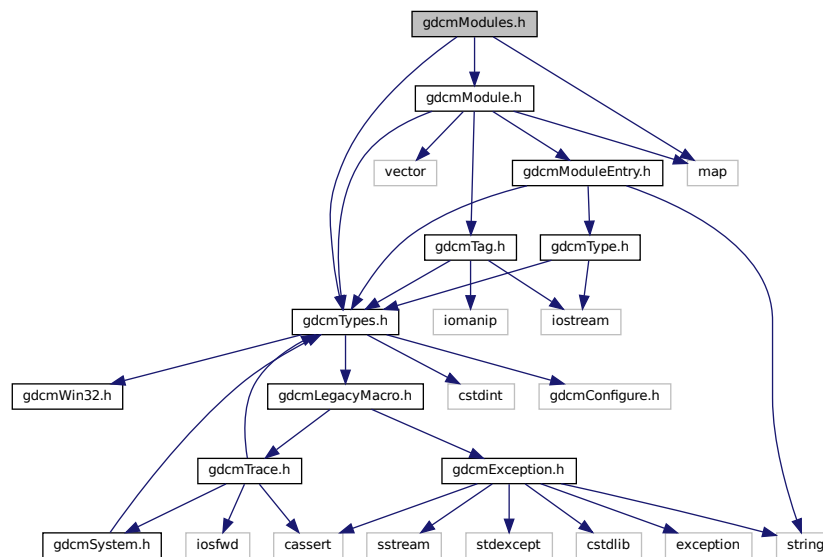 gdcmModules.h
gdcmModule.h
vector
gdcmModuleEntry.h
map
gdcmTag.h
gdcmType.h
gdcmTypes.h
iomanip
iostream
gdcmWin32.h
gdcmLegacyMacro.h
cstdint
gdcmConfigure.h
gdcmTrace.h
gdcmException.h
gdcmSystem.h
iosfwd
cassert
sstream
stdexcept
cstdlib
exception
string